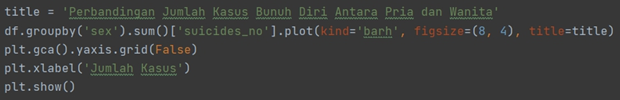 title = 'Perbandingan Jumlah Kasus Bunuh Diri Antara Pria dan Wanita'
df.groupby('sex').sum()['suicides_no'].plot(kind='barh', figsize=(8, 4), title=title)
plt.gca().yaxis.grid(False)
plt.xlabel('Jumlah Kasus')
plt.show()